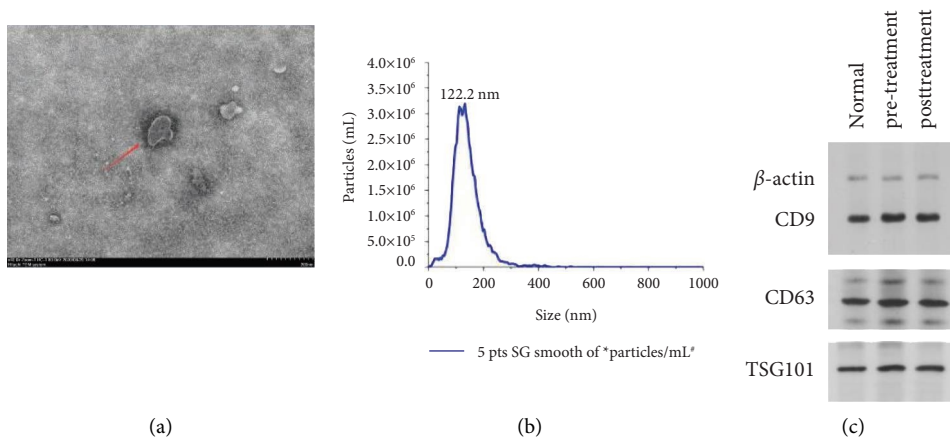 4.0×10⁶
3.5×10⁶
3.0×10⁶
2.5×10⁶
2.0×10⁶
1.5×10⁶
1.0×10⁶
5.0×10⁵
0.0
Particles (mL)
122.2 nm
0
200
400
600
800
1000
Size (nm)
5 pts SG smooth of *particles/mL#
Normal
pre-treatment
posttreatment
β-actin
CD9
CD63
TSG101
(a)
(b)
(c)